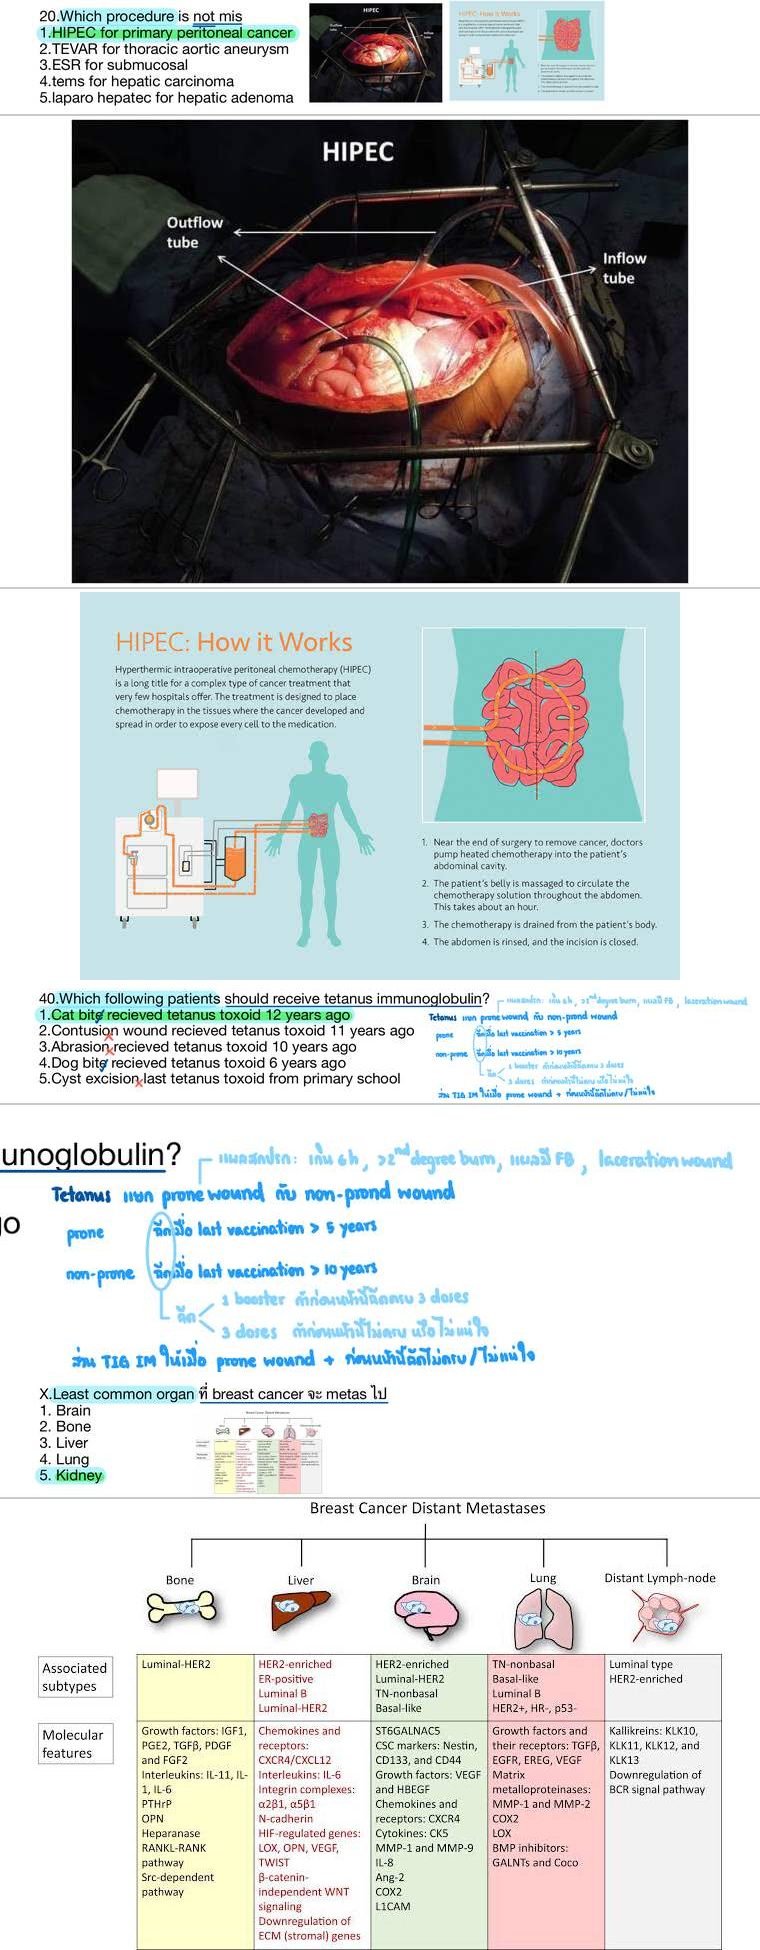 20.Which procedure is not mis
1.HIPEC for primary peritoneal cancer
2.TEVAR for thoracic aortic aneurysm
3.ESR for submucosal
4.tems for hepatic carcinoma
5.laparo hepatec for hepatic adenoma
HIPEC
Outflow
tube
Inflow
tube
HIPEC: How it Works
Hyperthermic intraoperative peritoneal chemotherapy (HIPEC)
is a long title for a complex type of cancer treatment that
very few hospitals offer. The treatment is designed to place
chemotherapy in the tissues where the cancer developed and
spread in order to expose every cell to the medication.
1. Near the end of surgery to remove cancer, doctors
pump heated chemotherapy into the patient's
abdominal cavity.
2. The patient's belly is massaged to circulate the
chemotherapy solution throughout the abdomen.
This takes about an hour.
3. The chemotherapy is drained from the patient's body.
4. The abdomen is rinsed, and the incision is closed.
40.Which following patients should receive tetanus immunoglobulin?
1.Cat bite recieved tetanus toxoid 12 years ago
2.Contusion wound recieved tetanus toxoid 11 years ago
3.Abrasion recieved tetanus toxoid 10 years ago
4.Dog bite recieved tetanus toxoid 6 years ago
5.Cyst excision last tetanus toxoid from primary school
unoglobulin?
แผลสกปรก: เกิน 6h, >2nd degree burn, แผลมี FB, laceration wound
Tetanus แยก prone wound กับ non-prond wound
go
prone ฉีดเมื่อ last vaccination > 5 years
non-prone ฉีดเมื่อ last vaccination > 10 years
ฉีด
1 booster ถ้าก่อนหน้านี้ฉีดครบ 3 doses
3 doses ถ้าก่อนหน้านี้ไม่ครบ หรือ ไม่แน่ใจ
ส่วน TIG IM ให้เมื่อ prone wound + ก่อนหน้านี้ฉีดไม่ครบ/ไม่แน่ใจ
X.Least common organ ที่ breast cancer จะ metas ไป
1. Brain
2. Bone
3. Liver
4. Lung
5. Kidney
Breast Cancer Distant Metastases
Bone
Liver
Brain
Lung
Distant Lymph-node
Associated
subtypes
Luminal-HER2
HER2-enriched
ER-positive
Luminal B
Luminal-HER2
HER2-enriched
Luminal-HER2
TN-nonbasal
Basal-like
TN-nonbasal
Basal-like
Luminal B
HER2+, HR-, p53-
Luminal type
HER2-enriched
Molecular
features
Growth factors: IGF1,
PGE2, TGFβ, PDGF
and FGF2
Interleukins: IL-11, IL-
1, IL-6
PTHrP
OPN
Heparanase
RANKL-RANK
pathway
Src-dependent
pathway
Chemokines and
receptors:
CXCR4/CXCL12
Interleukins: IL-6
Integrin complexes:
α2β1, α5β1
N-cadherin
HIF-regulated genes:
LOX, OPN, VEGF,
TWIST
β-catenin-
independent WNT
signaling
Downregulation of
ECM (stromal) genes
ST6GALNAC5
CSC markers: Nestin,
CD133, and CD44
Growth factors: VEGF
and HBEGF
Chemokines and
receptors: CXCR4
Cytokines: CK5
MMP-1 and MMP-9
IL-8
Ang-2
COX2
L1CAM
Growth factors and
their receptors: TGFβ,
EGFR, EREG, VEGF
Matrix
metalloproteinases:
MMP-1 and MMP-2
COX2
LOX
BMP inhibitors:
GALNTs and Coco
Kallikreins: KLK10,
KLK11, KLK12, and
KLK13
Downregulation of
BCR signal pathway